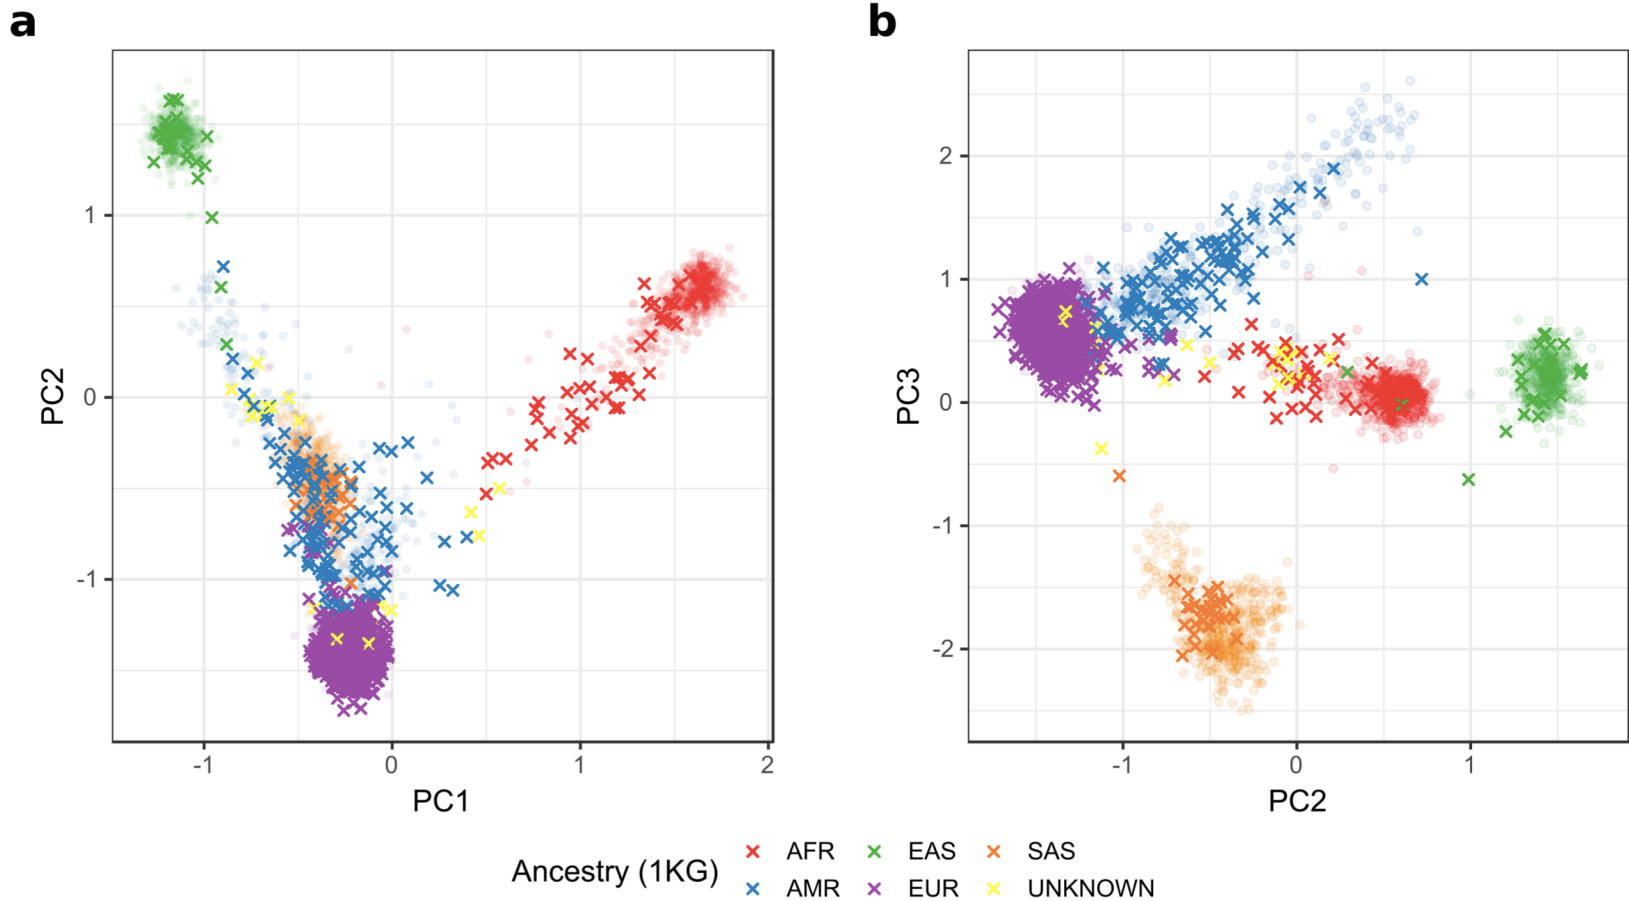 a
b
PC2
1
0
-1
-1
0
1
2
PC1
PC3
2
1
0
-1
-2
-1
0
1
PC2
Ancestry (1KG)
AFR
EAS
SAS
AMR
EUR
UNKNOWN